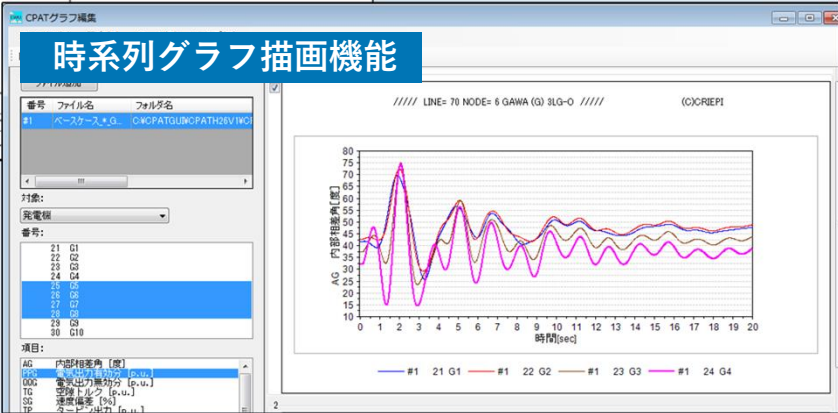 CPATグラフ編集
時系列グラフ描画機能
番号 ファイル名 フォルダ名
#1 ベースケース_*_G... C:¥CPATGUI¥CPATH26V1¥CF
対象:
発電機
番号:
21 G1
22 G2
23 G3
24 G4
25 G5
26 G6
27 G7
28 G8
29 G9
30 G10
項目:
AG 内部相差角 [度]
PPG 電気出力有効分 [p.u.]
QQG 電気出力無効分 [p.u.]
TG 空隙トルク [p.u.]
SG 速度偏差 [%]
TP タービン出力 [p.u.]
///// LINE= 70 NODE= 6 GAWA (G) 3LG-O ///// (C)CRIEPI
AG 内部相差角[度]
80
75
70
65
60
55
50
45
40
35
30
25
20
15
10
0 1 2 3 4 5 6 7 8 9 10 11 12 13 14 15 16 17 18 19 20
時間[sec]
#1 21 G1 #1 22 G2 #1 23 G3 #1 24 G4
2